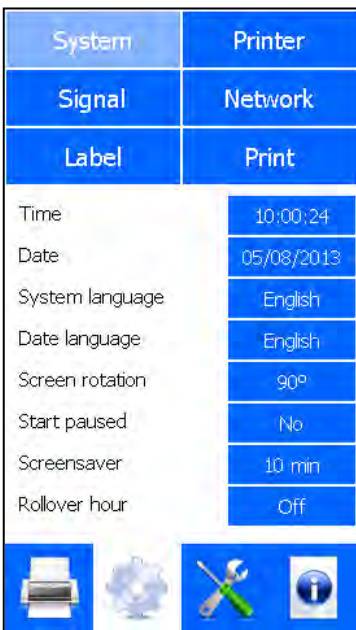 System Printer
Signal Network
Label Print
Time 10:00:24
Date 05/08/2013
System language English
Date language English
Screen rotation 90º
Start paused No
Screensaver 10 min
Rollover hour Off
i